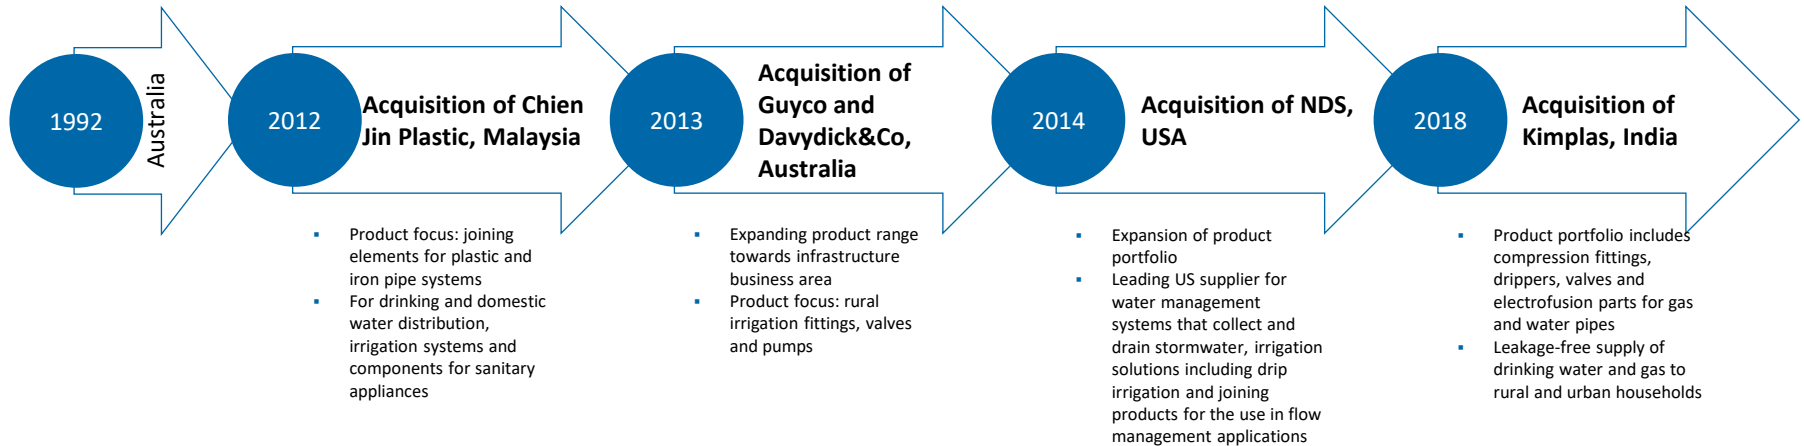 1992
Australia
2012
Acquisition of Chien
Jin Plastic, Malaysia
▪ Product focus: joining
elements for plastic and
iron pipe systems
▪ For drinking and domestic
water distribution,
irrigation systems and
components for sanitary
appliances
2013
Acquisition of
Guyco and
Davydick&Co,
Australia
▪ Expanding product range
towards infrastructure
business area
▪ Product focus: rural
irrigation fittings, valves
and pumps
2014
Acquisition of NDS,
USA
▪ Expansion of product
portfolio
▪ Leading US supplier for
water management
systems that collect and
drain stormwater, irrigation
solutions including drip
irrigation and joining
products for the use in flow
management applications
2018
Acquisition of
Kimplas, India
▪ Product portfolio includes
compression fittings,
drippers, valves and
electrofusion parts for gas
and water pipes
▪ Leakage-free supply of
drinking water and gas to
rural and urban households